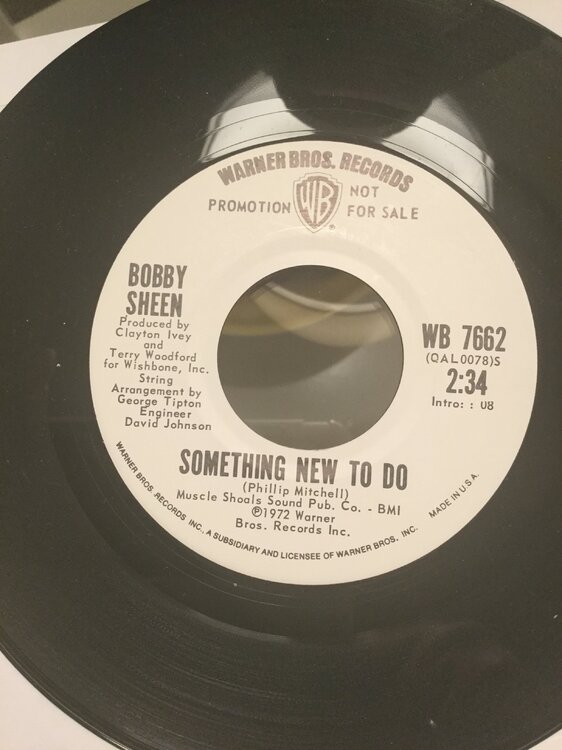 WARNER BROS. RECORDS
WB
®
PROMOTION
NOT
FOR SALE
BOBBY
SHEEN
Produced by
Clayton Ivey
and
Terry Woodford
for Wishbone, Inc.
String
Arrangement by
George Tipton
Engineer
David Johnson
WB 7662
(QAL0078)S
2:34
Intro: : 08
SOMETHING NEW TO DO
(Phillip Mitchell)
Muscle Shoals Sound Pub. Co. - BMI
℗1972 Warner
Bros. Records Inc.
WARNER BROS. RECORDS INC., A SUBSIDIARY AND LICENSEE OF WARNER BROS. INC.
MADE IN U.S.A.